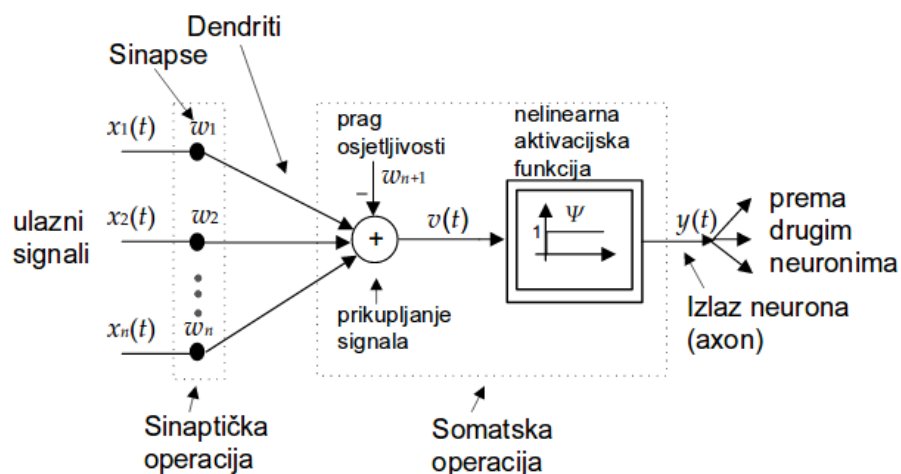 Dendriti
Sinapse
x1(t)
w1
x2(t)
w2
xn(t)
wn
ulazni
signali
prag
osjetljivosti
wn+1
–
+
prikupljanje
signala
v(t)
nelinearna
aktivacijska
funkcija
Ψ
1
y(t)
prema
drugim
neuronima
Izlaz neurona
(axon)
Sinaptička
operacija
Somatska
operacija